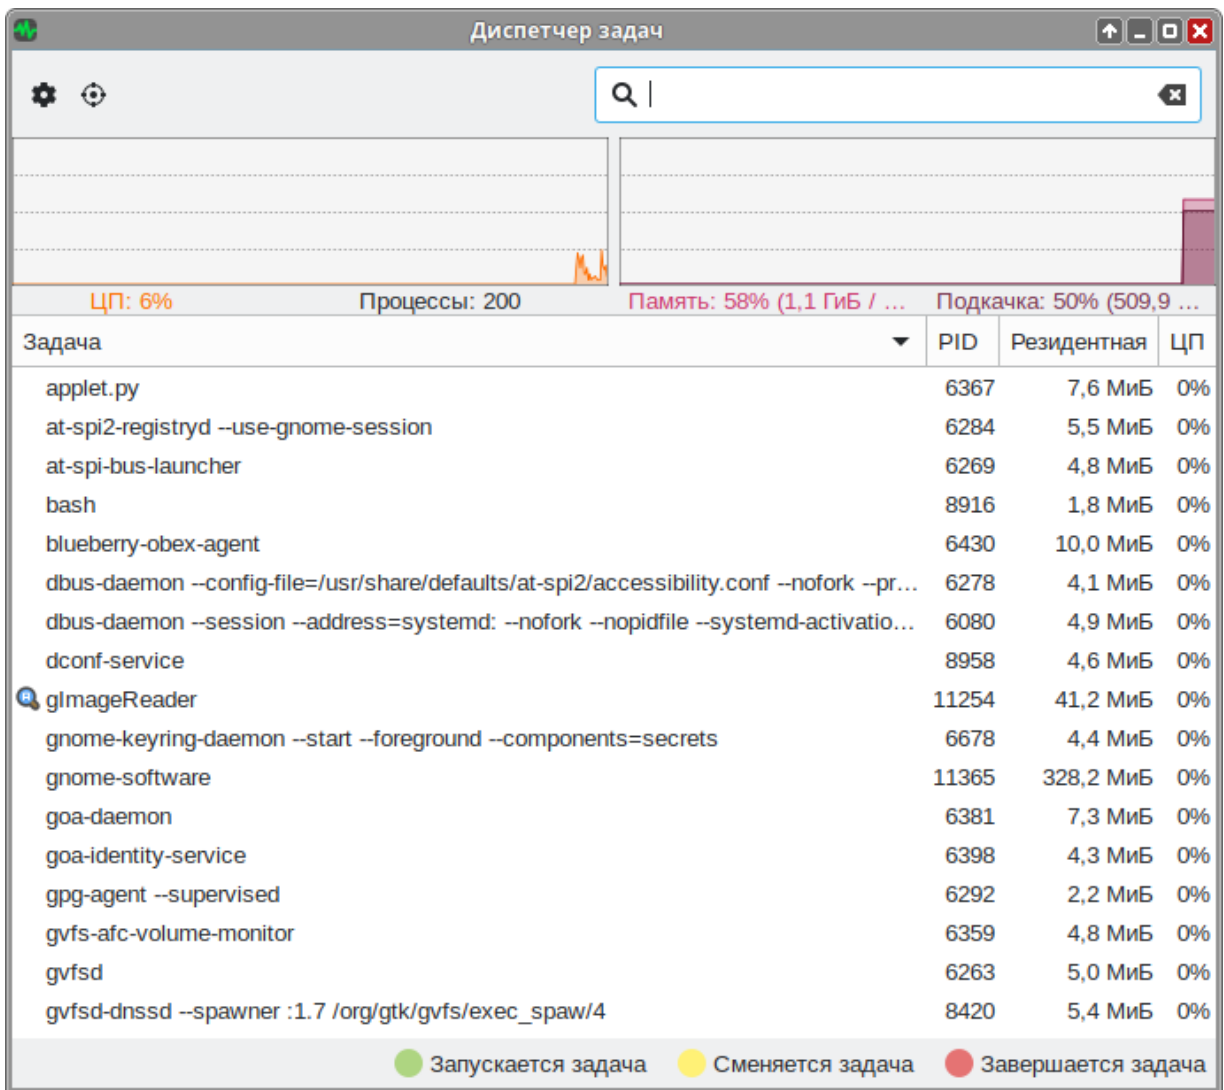 Диспетчер задач
ЦП: 6% Процессы: 200 Память: 58% (1,1 ГиБ / ... Подкачка: 50% (509,9 ...
Задача PID Резидентная ЦП
applet.py 6367 7,6 МиБ 0%
at-spi2-registryd --use-gnome-session 6284 5,5 МиБ 0%
at-spi-bus-launcher 6269 4,8 МиБ 0%
bash 8916 1,8 МиБ 0%
blueberry-obex-agent 6430 10,0 МиБ 0%
dbus-daemon --config-file=/usr/share/defaults/at-spi2/accessibility.conf --nofork --pr... 6278 4,1 МиБ 0%
dbus-daemon --session --address=systemd: --nofork --nopidfile --systemd-activatio... 6080 4,9 МиБ 0%
dconf-service 8958 4,6 МиБ 0%
gImageReader 11254 41,2 МиБ 0%
gnome-keyring-daemon --start --foreground --components=secrets 6678 4,4 МиБ 0%
gnome-software 11365 328,2 МиБ 0%
goa-daemon 6381 7,3 МиБ 0%
goa-identity-service 6398 4,3 МиБ 0%
gpg-agent --supervised 6292 2,2 МиБ 0%
gvfs-afc-volume-monitor 6359 4,8 МиБ 0%
gvfsd 6263 5,0 МиБ 0%
gvfsd-dnssd --spawner :1.7 /org/gtk/gvfs/exec_spaw/4 8420 5,4 МиБ 0%
Запускается задача Сменяется задача Завершается задача